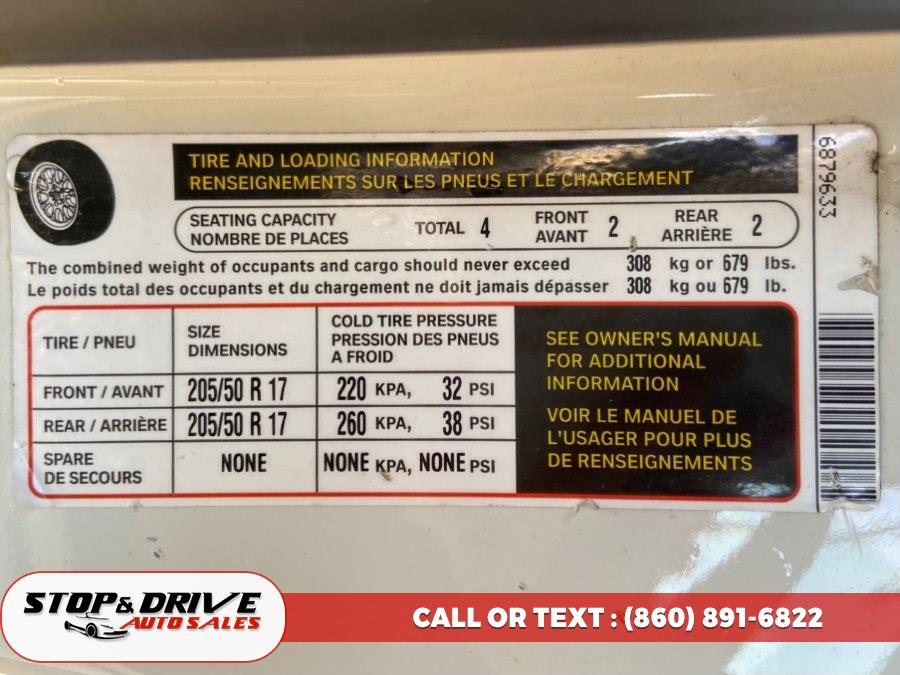 TIRE AND LOADING INFORMATION
RENSEIGNEMENTS SUR LES PNEUS ET LE CHARGEMENT
6879633
SEATING CAPACITY
NOMBRE DE PLACES
TOTAL 4
FRONT
AVANT 2
REAR
ARRIÈRE 2
The combined weight of occupants and cargo should never exceed 308 kg or 679 lbs.
Le poids total des occupants et du chargement ne doit jamais dépasser 308 kg ou 679 lb.
TIRE / PNEU
SIZE
DIMENSIONS
COLD TIRE PRESSURE
PRESSION DES PNEUS
A FROID
FRONT / AVANT 205/50 R 17 220 KPA, 32 PSI
REAR / ARRIÈRE 205/50 R 17 260 KPA, 38 PSI
SPARE
DE SECOURS
NONE NONE KPA, NONE PSI
SEE OWNER'S MANUAL
FOR ADDITIONAL
INFORMATION
VOIR LE MANUEL DE
L'USAGER POUR PLUS
DE RENSEIGNEMENTS
STOP & DRIVE
AUTO SALES
CALL OR TEXT : (860) 891-6822